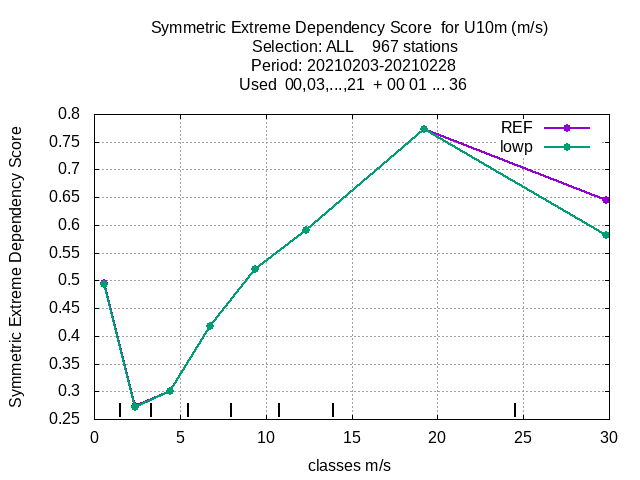 Symmetric Extreme Dependency Score  for U10m (m/s)
Selection: ALL    967 stations
Period: 20210203-20210228
Used  00,03,...,21  + 00 01 ... 36
Symmetric Extreme Dependency Score
0.8
0.75
0.7
0.65
0.6
0.55
0.5
0.45
0.4
0.35
0.3
0.25
REF
lowp
0 5 10 15 20 25 30
classes m/s